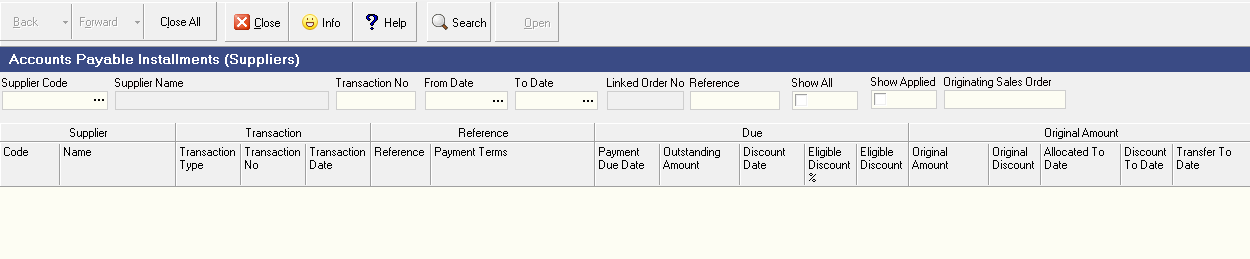 Back Forward Close All Close Info Help Search Open
Accounts Payable Installments (Suppliers)
Supplier Code Supplier Name Transaction No From Date To Date Linked Order No Reference Show All Show Applied Originating Sales Order
... ... ...
Supplier Transaction Reference Due Original Amount
Code Name Transaction Transaction Transaction Reference Payment Terms Payment Outstanding Discount Eligible Eligible Original Original Allocated To Discount Transfer To
Type No Date Due Date Amount Date Discount Discount Amount Discount Date To Date Date
%